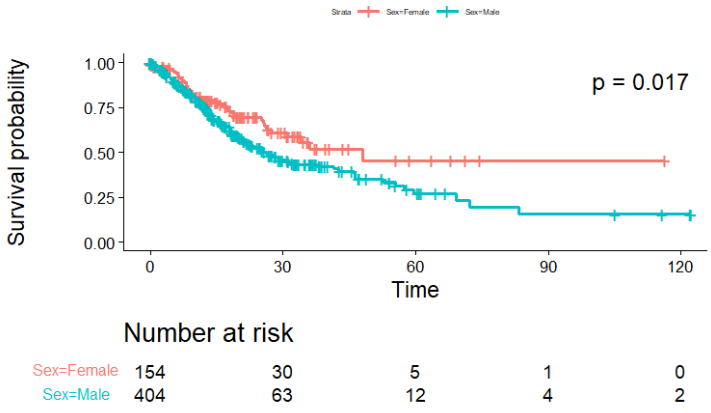 Strata Sex=Female Sex=Male
Survival probability
1.00
0.75
0.50
0.25
0.00
p = 0.017
0 30 60 90 120
Time
Number at risk
Sex=Female 154 30 5 1 0
Sex=Male 404 63 12 4 2